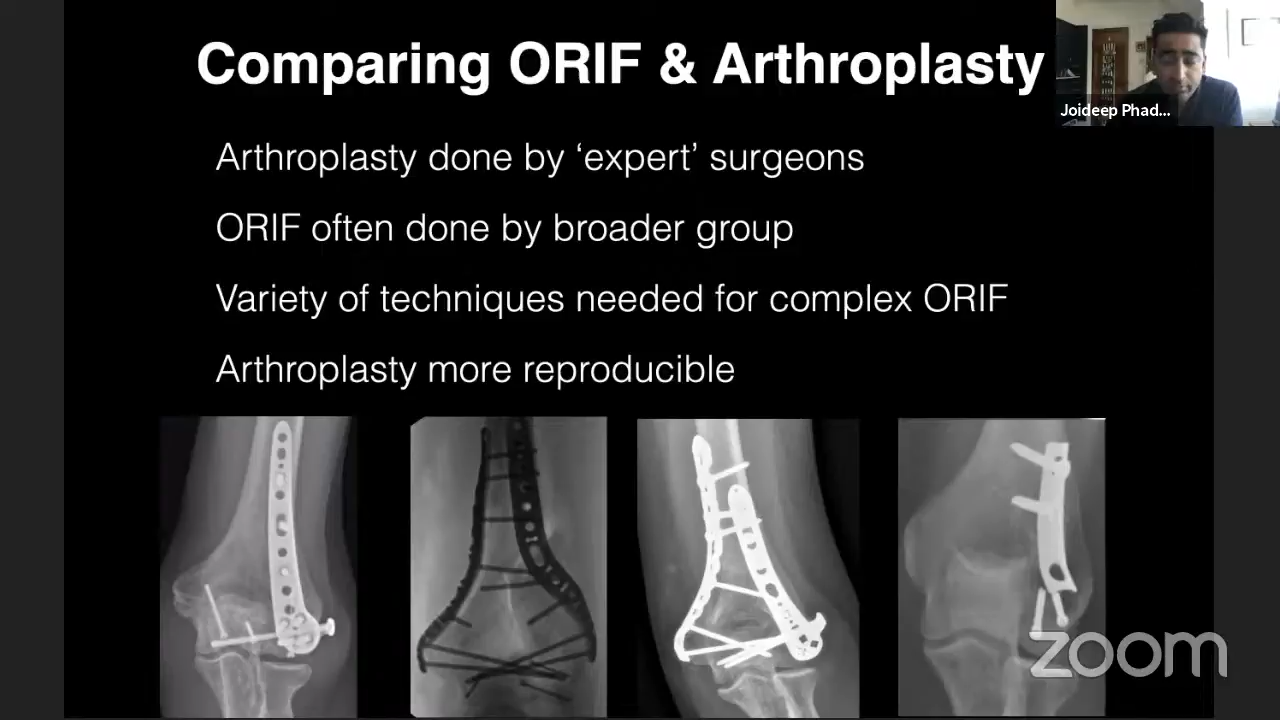 Comparing ORIF & Arthroplasty
Joideep Phad...
Arthroplasty done by ‘expert’ surgeons
ORIF often done by broader group
Variety of techniques needed for complex ORIF
Arthroplasty more reproducible
zoom